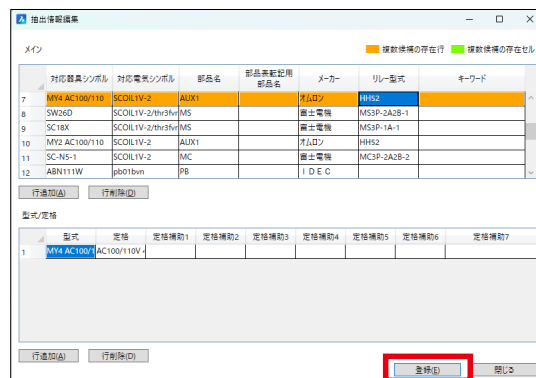 抽出情報編集
メイン
複数候補の存在行 複数候補の存在セル
対応器具シンボル 対応電気シンボル 部品名 部品表転記用部品名 メーカー リレー型式 キーワード
7 MY4 AC100/110 SCOIL1V-2 AUX1 オムロン HH52
8 SW26D SCOIL1V-2/thr3fvr MS 富士電機 MS3P-2A2B-1
9 SC18X SCOIL1V-2/thr3fvr MS 富士電機 MS3P-1A-1
10 MY2 AC100/110 SCOIL1V-2 AUX1 オムロン HH52
11 SC-N5-1 SCOIL1V-2 MC 富士電機 MC3P-2A2B-2
12 ABN111W pb01bvn PB ＩＤＥＣ
行追加(A) 行削除(D)
型式/定格
型式 定格 定格補助1 定格補助2 定格補助3 定格補助4 定格補助5 定格補助6 定格補助7
1 MY4 AC100/1 AC100/110V
行追加(A) 行削除(D)
登録(E) 閉じる